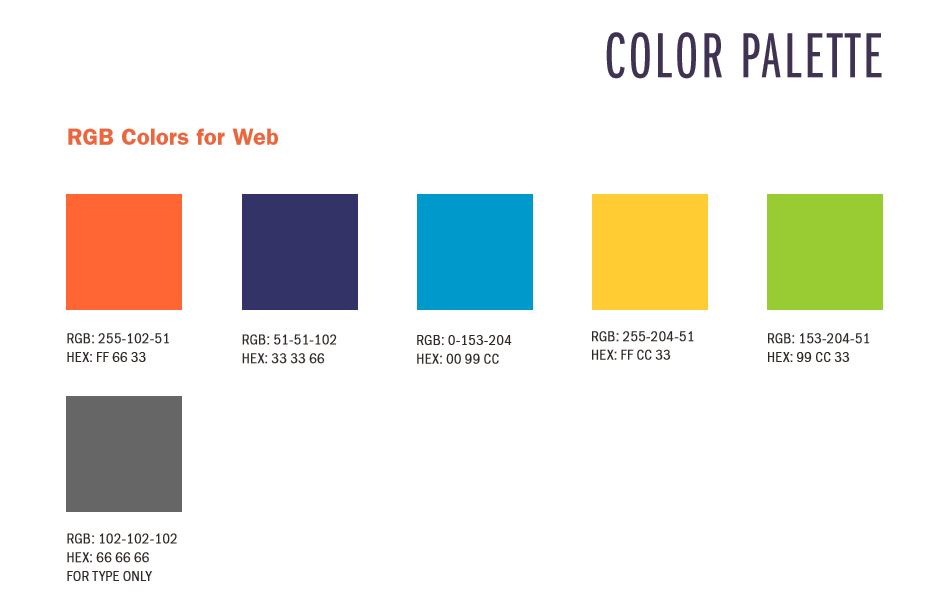 COLOR PALETTE
RGB Colors for Web
RGB: 255-102-51
HEX: FF 66 33
RGB: 51-51-102
HEX: 33 33 66
RGB: 0-153-204
HEX: 00 99 CC
RGB: 255-204-51
HEX: FF CC 33
RGB: 153-204-51
HEX: 99 CC 33
RGB: 102-102-102
HEX: 66 66 66
FOR TYPE ONLY